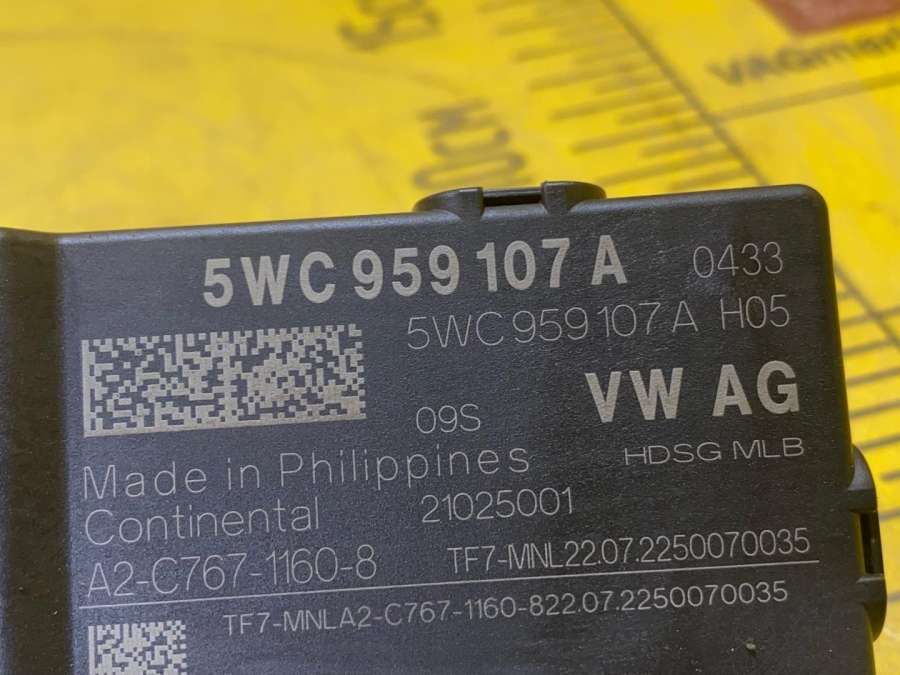 VAGmar
5WC 959 107 A 0433
5WC 959 107 A H05
VW AG
09S
HDSG MLB
Made in Philippines
Continental 21025001
A2-C767-1160-8 TF7-MNL22.07.2250070035
TF7-MNLA2-C767-1160-822.07.2250070035